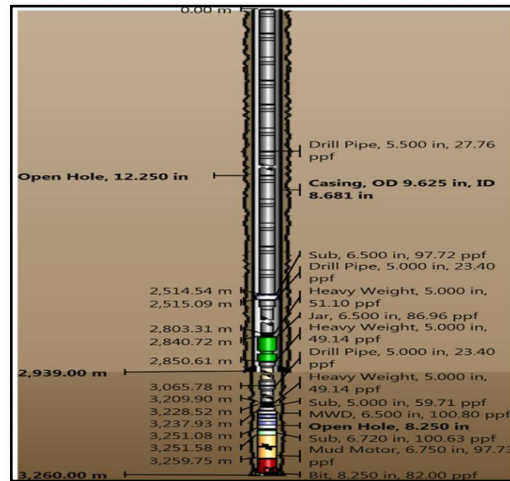 0.00 m
Drill Pipe, 5.500 in, 27.76
ppf
Open Hole, 12.250 in
Casing, OD 9.625 in, ID
8.681 in
Sub, 6.500 in, 97.72 ppf
Drill Pipe, 5.000 in, 23.40
ppf
2,514.54 m
Heavy Weight, 5.000 in,
2,515.09 m
51.10 ppf
Jar, 6.500 in, 86.96 ppf
2,803.31 m
Heavy Weight, 5.000 in,
2,840.72 m
49.14 ppf
2,850.61 m
Drill Pipe, 5.000 in, 23.40
ppf
2,939.00 m
Heavy Weight, 5.000 in,
3,065.78 m
49.14 ppf
3,209.90 m
Sub, 5.000 in, 59.71 ppf
3,228.52 m
MWD, 6.500 in, 100.80 ppf
3,237.93 m
Open Hole, 8.250 in
3,251.08 m
Sub, 6.720 in, 100.63 ppf
3,251.58 m
Mud Motor, 6.750 in, 97.73
3,259.75 m
ppf
3,260.00 m
Bit, 8.250 in, 82.00 ppf